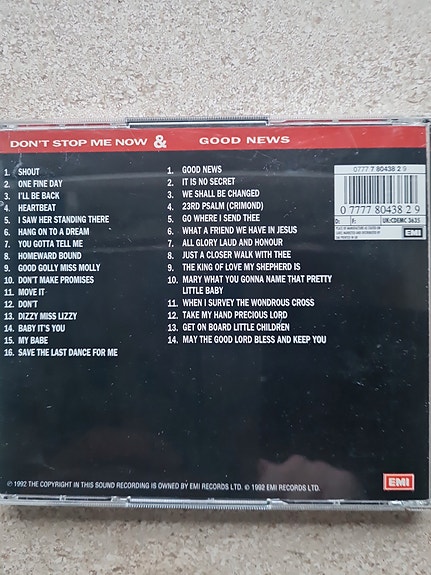 DON'T STOP ME NOW & GOOD NEWS
1. SHOUT
2. ONE FINE DAY
3. I'LL BE BACK
4. HEARTBEAT
5. I SAW HER STANDING THERE
6. HANG ON TO A DREAM
7. YOU GOTTA TELL ME
8. HOMEWARD BOUND
9. GOOD GOLLY MISS MOLLY
10. DON'T MAKE PROMISES
11. MOVE IT
12. DON'T
13. DIZZY MISS LIZZY
14. BABY IT'S YOU
15. MY BABE
16. SAVE THE LAST DANCE FOR ME
1. GOOD NEWS
2. IT IS NO SECRET
3. WE SHALL BE CHANGED
4. 23RD PSALM (CRIMOND)
5. GO WHERE I SEND THEE
6. WHAT A FRIEND WE HAVE IN JESUS
7. ALL GLORY LAUD AND HONOUR
8. JUST A CLOSER WALK WITH THEE
9. THE KING OF LOVE MY SHEPHERD IS
10. MARY WHAT YOU GONNA NAME THAT PRETTY
LITTLE BABY
11. WHEN I SURVEY THE WONDROUS CROSS
12. TAKE MY HAND PRECIOUS LORD
13. GET ON BOARD LITTLE CHILDREN
14. MAY THE GOOD LORD BLESS AND KEEP YOU
0777 7 80438 2 9
0 7777 80438 2 9
D: F: UK:CDEMC 3635
EMI
℗ 1992 THE COPYRIGHT IN THIS SOUND RECORDING IS OWNED BY EMI RECORDS LTD. © 1992 EMI RECORDS LTD.
EMI